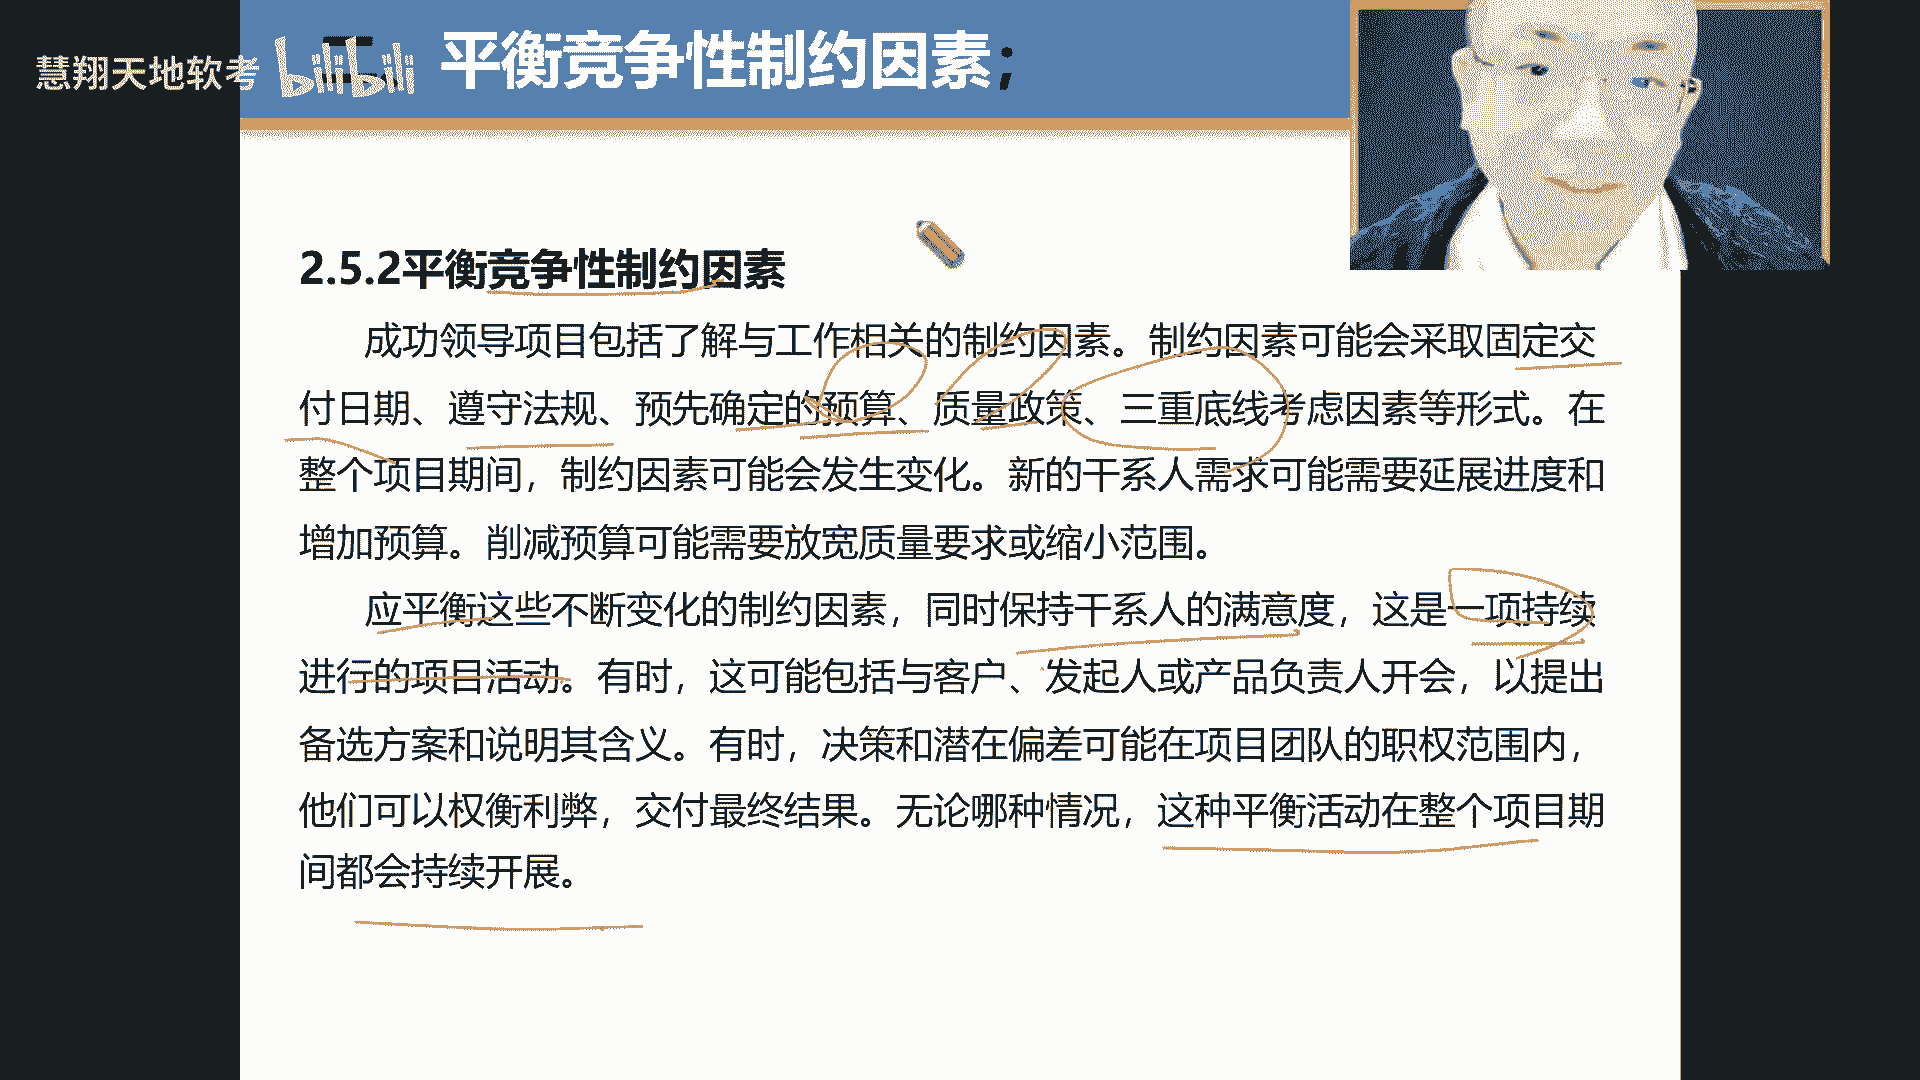 慧翔天地软考 bilibili 平衡竞争性制约因素;
2.5.2平衡竞争性制约因素
成功领导项目包括了解与工作相关的制约因素。制约因素可能会采取固定交
付日期、遵守法规、预先确定的预算、质量政策、三重底线考虑因素等形式。在
整个项目期间，制约因素可能会发生变化。新的干系人需求可能需要延展进度和
增加预算。削减预算可能需要放宽质量要求或缩小范围。
应平衡这些不断变化的制约因素，同时保持干系人的满意度，这是一项持续
进行的项目活动。有时，这可能包括与客户、发起人或产品负责人开会，以提出
备选方案和说明其含义。有时，决策和潜在偏差可能在项目团队的职权范围内，
他们可以权衡利弊，交付最终结果。无论哪种情况，这种平衡活动在整个项目期
间都会持续开展。